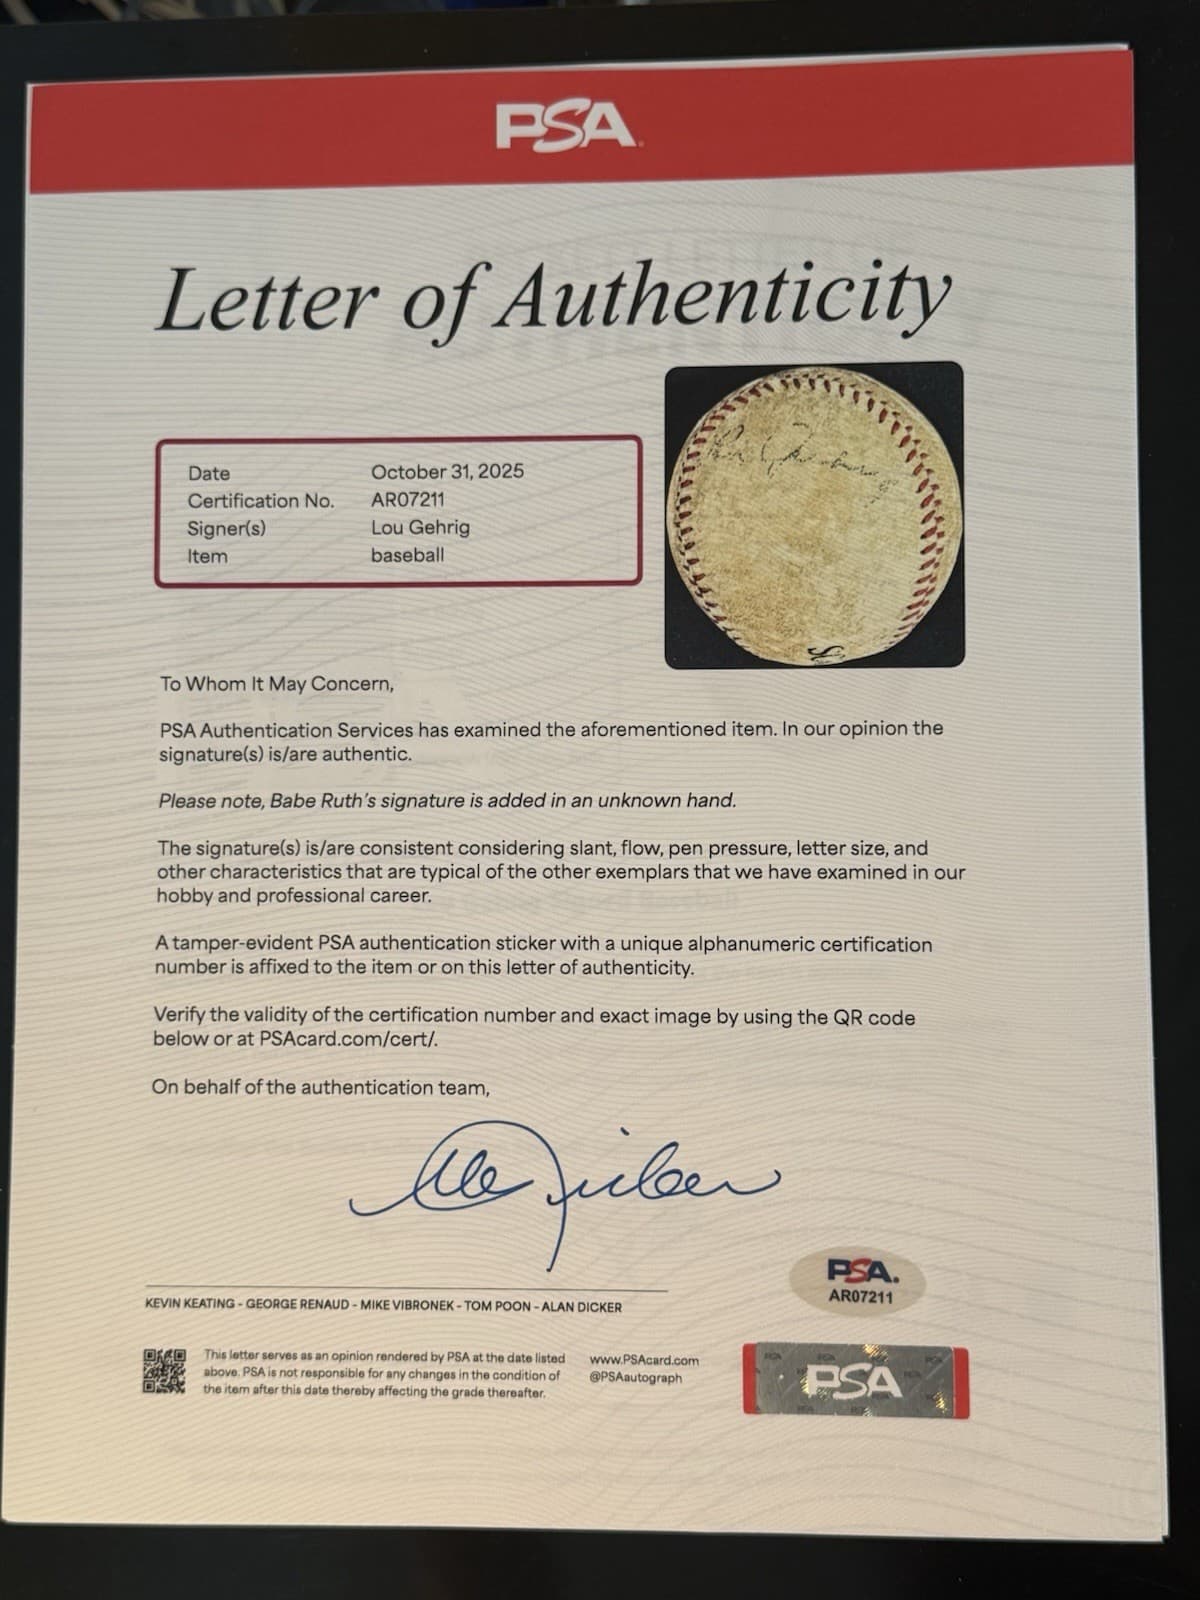 PSA
Letter of Authenticity
Date October 31, 2025
Certification No. AR07211
Signer(s) Lou Gehrig
Item baseball
To Whom It May Concern,
PSA Authentication Services has examined the aforementioned item. In our opinion the
signature(s) is/are authentic.
Please note, Babe Ruth's signature is added in an unknown hand.
The signature(s) is/are consistent considering slant, flow, pen pressure, letter size, and
other characteristics that are typical of the other exemplars that we have examined in our
hobby and professional career.
A tamper-evident PSA authentication sticker with a unique alphanumeric certification
number is affixed to the item or on this letter of authenticity.
Verify the validity of the certification number and exact image by using the QR code
below or at PSAcard.com/cert/.
On behalf of the authentication team,
KEVIN KEATING - GEORGE RENAUD - MIKE VIBRONEK - TOM POON - ALAN DICKER
PSA.
AR07211
This letter serves as an opinion rendered by PSA at the date listed
above. PSA is not responsible for any changes in the condition of
the item after this date thereby affecting the grade thereafter.
www.PSAcard.com
@PSAautograph
PSA